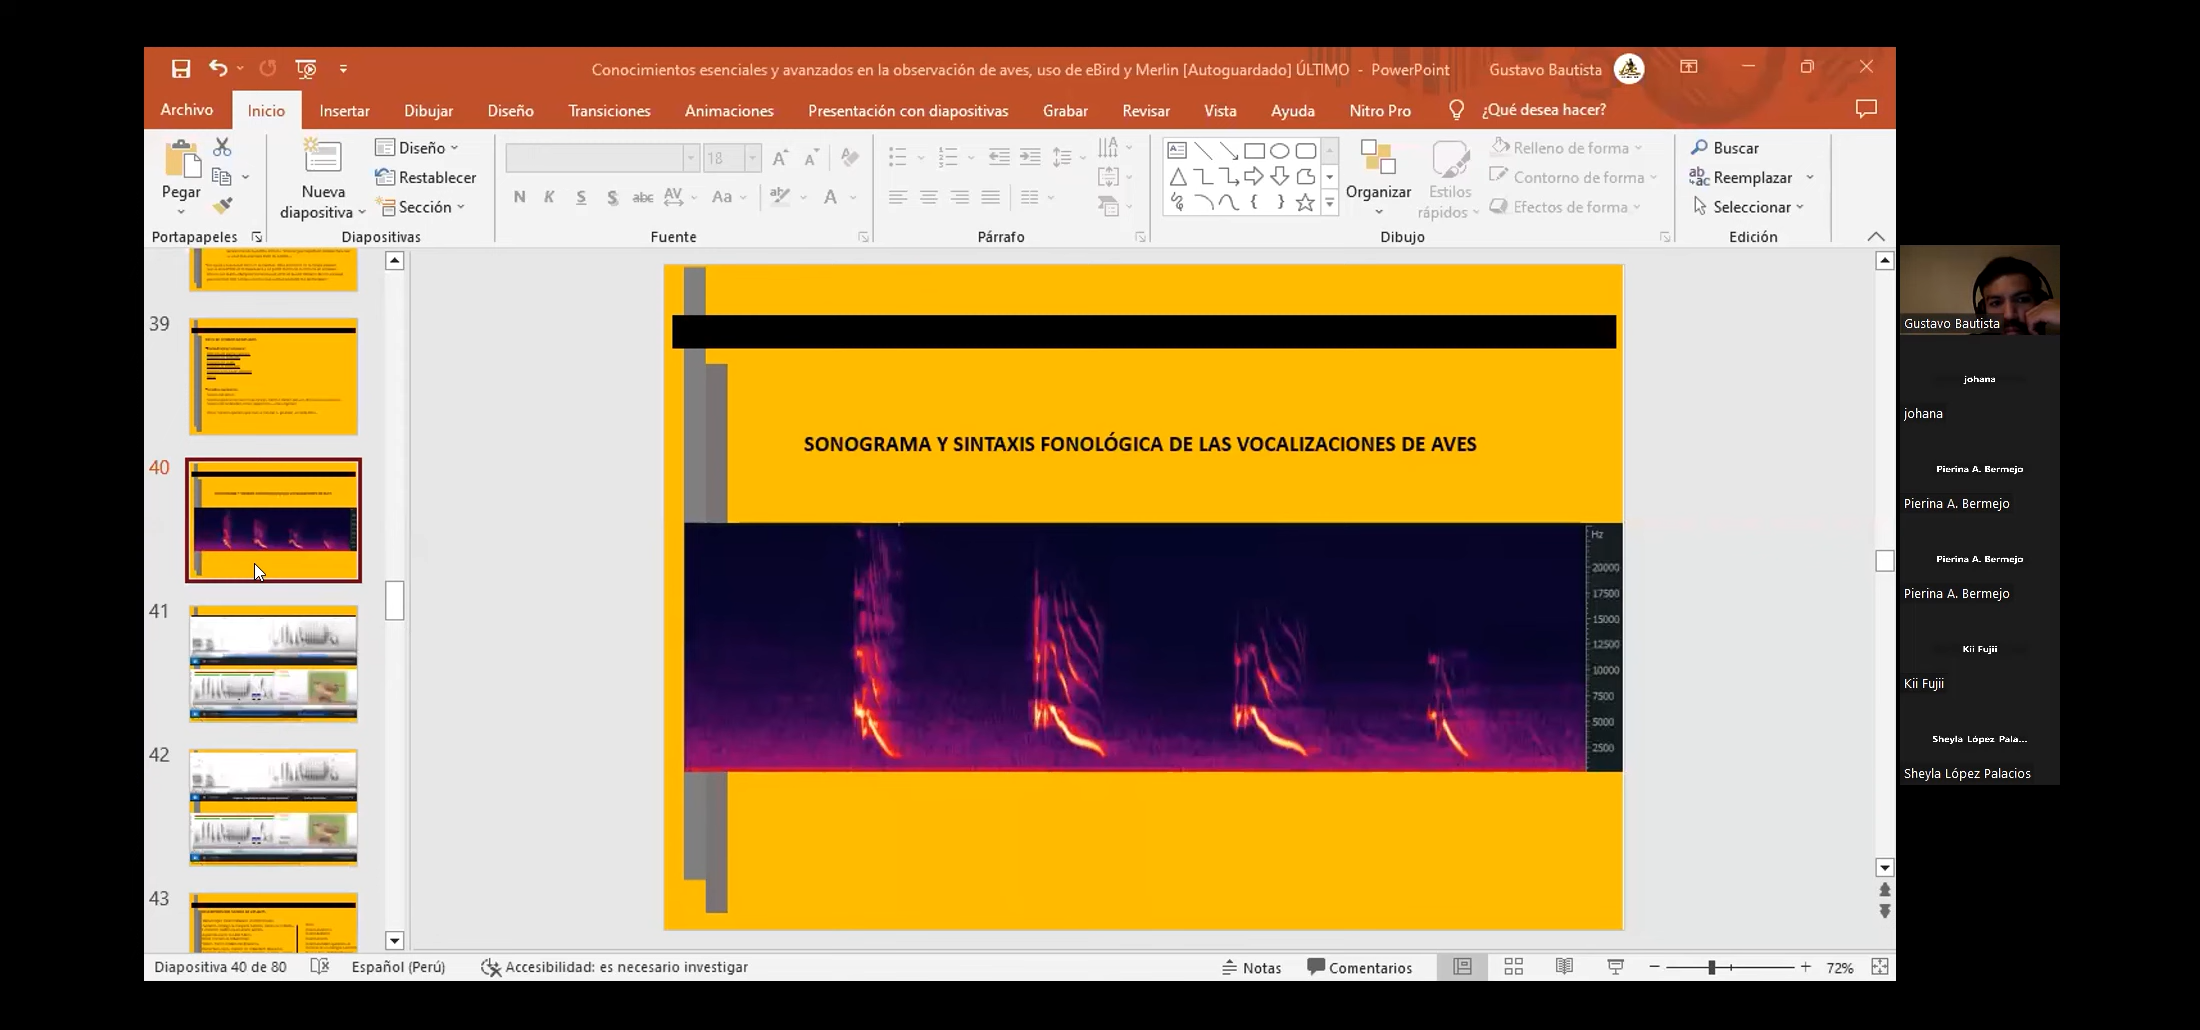 Conocimientos esenciales y avanzados en la observación de aves, uso de eBird y Merlin [Autoguardado] ÚLTIMO - PowerPoint
Gustavo Bautista
Archivo Inicio Insertar Dibujar Diseño Transiciones Animaciones Presentación con diapositivas Grabar Revisar Vista Ayuda Nitro Pro ¿Qué desea hacer?
Pegar
Nueva diapositiva
Diseño
Restablecer
Sección
18
N K S S abc AV Aa A
Organizar
Estilos rápidos
Relleno de forma
Contorno de forma
Efectos de forma
Buscar
Reemplazar
Seleccionar
Portapapeles Diapositivas Fuente Párrafo Dibujo Edición
39
40
41
42
43
SONOGRAMA Y SINTAXIS FONOLÓGICA DE LAS VOCALIZACIONES DE AVES
Hz
20000
17500
15000
12500
10000
7500
5000
2500
Gustavo Bautista
johana
johana
Pierina A. Bermejo
Pierina A. Bermejo
Pierina A. Bermejo
Pierina A. Bermejo
Kii Fujii
Kii Fujii
Sheyla López Pala...
Sheyla López Palacios
Diapositiva 40 de 80 Español (Perú) Accesibilidad: es necesario investigar Notas Comentarios 72%